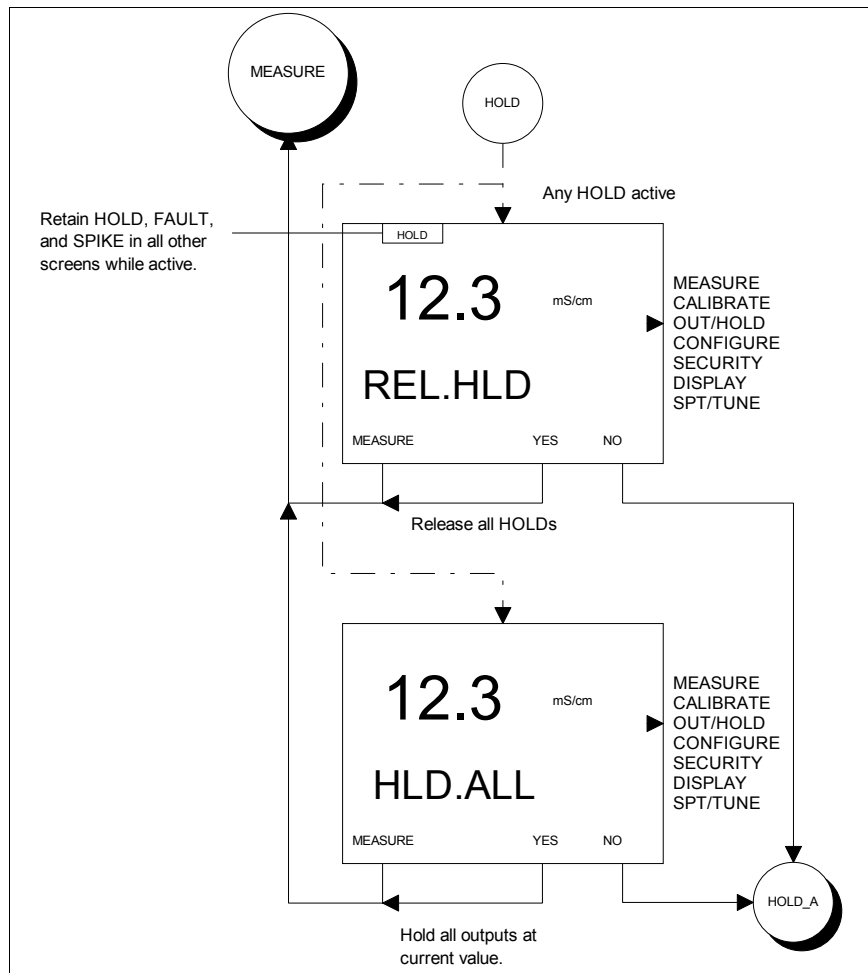 MEASURE
HOLD
Any HOLD active
Retain HOLD, FAULT,
and SPIKE in all other
screens while active.
HOLD
12.3 mS/cm
REL.HLD
MEASURE YES NO
MEASURE
CALIBRATE
OUT/HOLD
CONFIGURE
SECURITY
DISPLAY
SPT/TUNE
Release all HOLDs
12.3 mS/cm
HLD.ALL
MEASURE YES NO
MEASURE
CALIBRATE
OUT/HOLD
CONFIGURE
SECURITY
DISPLAY
SPT/TUNE
HOLD_A
Hold all outputs at
current value.